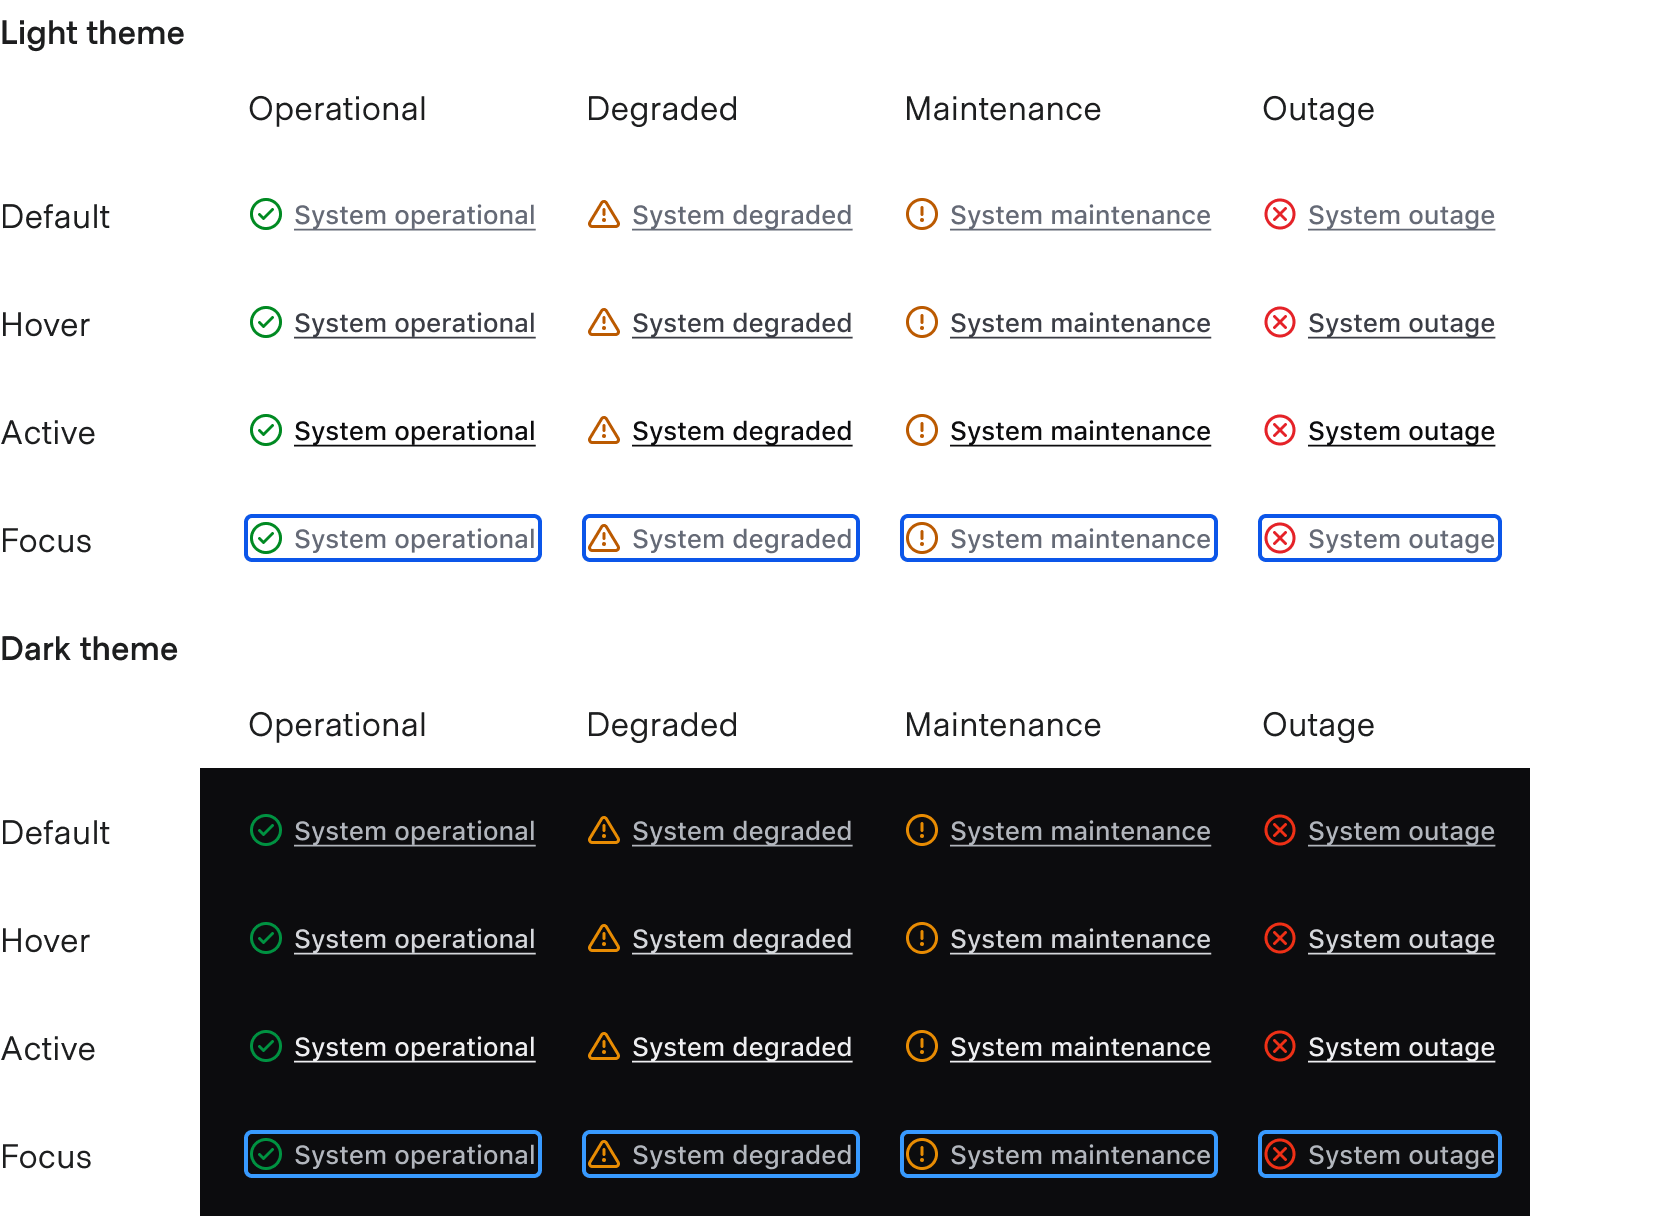 Light theme
Operational Degraded Maintenance Outage
Default System operational System degraded System maintenance System outage
Hover System operational System degraded System maintenance System outage
Active System operational System degraded System maintenance System outage
Focus System operational System degraded System maintenance System outage
Dark theme
Operational Degraded Maintenance Outage
Default System operational System degraded System maintenance System outage
Hover System operational System degraded System maintenance System outage
Active System operational System degraded System maintenance System outage
Focus System operational System degraded System maintenance System outage